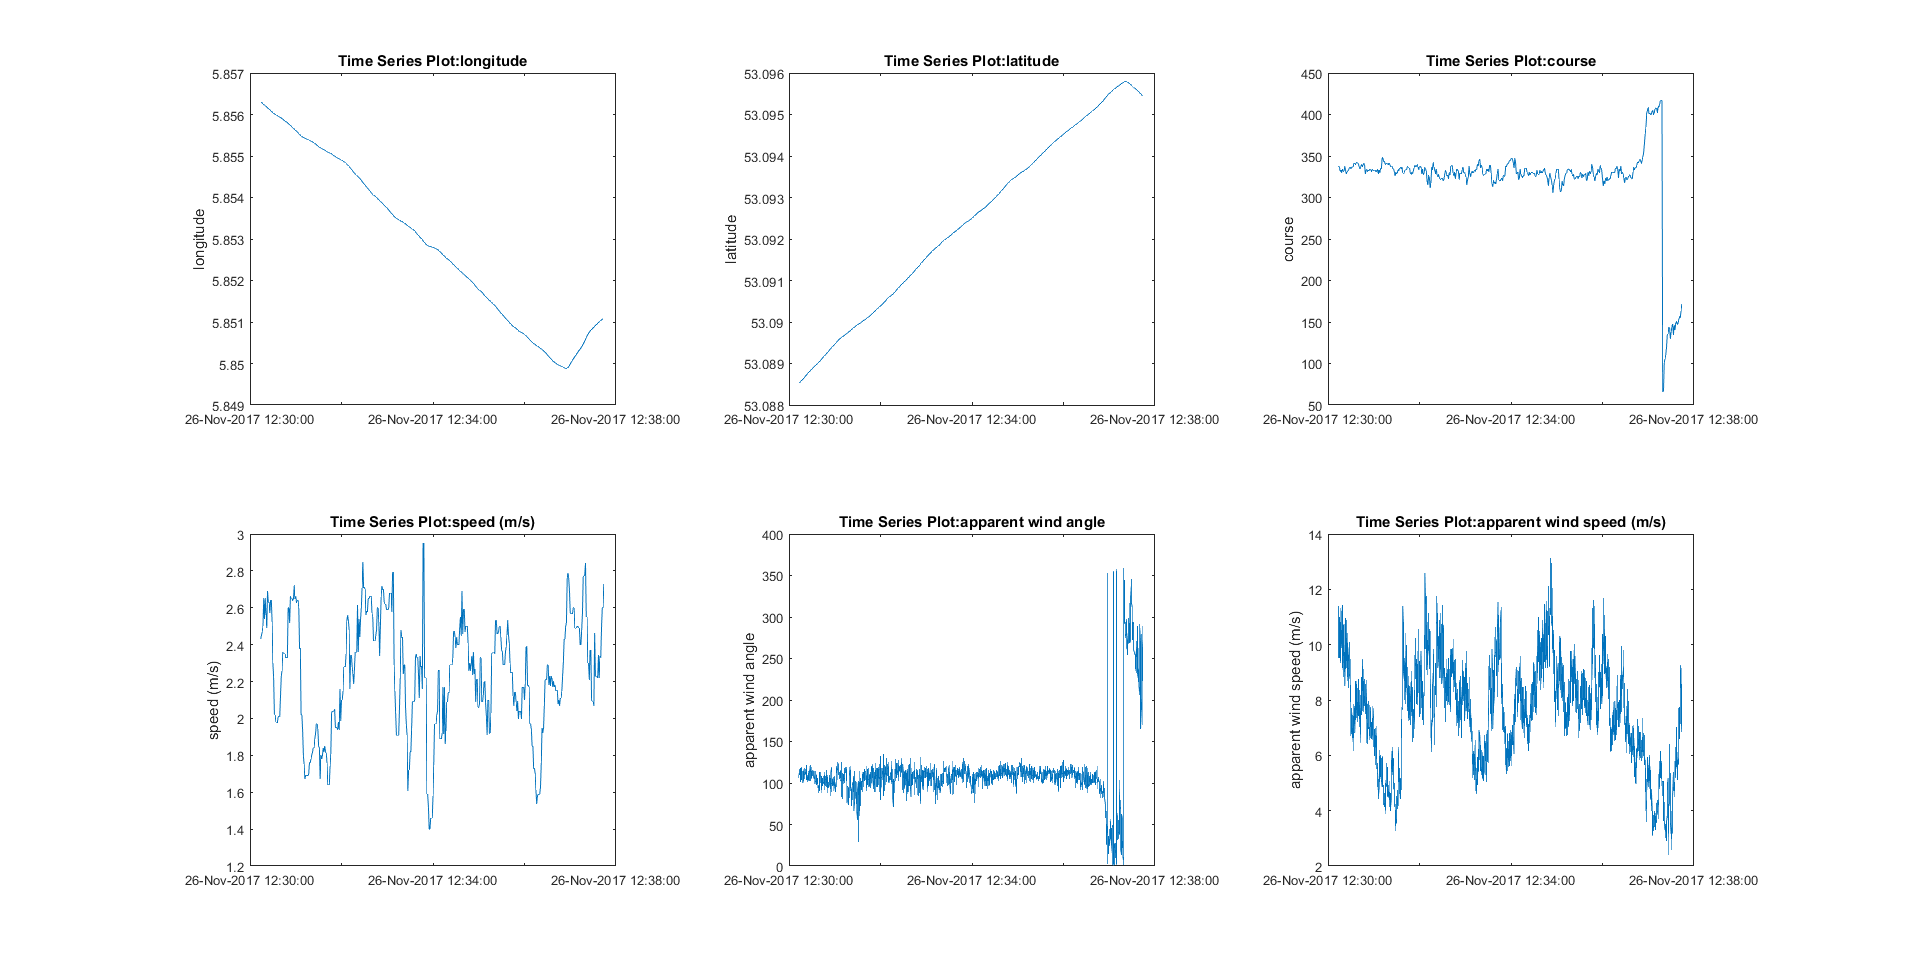 Time Series Plot:longitude
5.857
5.856
5.855
5.854
5.853
5.852
5.851
5.85
5.849
longitude
26-Nov-2017 12:30:00 26-Nov-2017 12:34:00 26-Nov-2017 12:38:00
Time Series Plot:latitude
53.096
53.095
53.094
53.093
53.092
53.091
53.09
53.089
53.088
latitude
26-Nov-2017 12:30:00 26-Nov-2017 12:34:00 26-Nov-2017 12:38:00
Time Series Plot:course
450
400
350
300
250
200
150
100
50
course
26-Nov-2017 12:30:00 26-Nov-2017 12:34:00 26-Nov-2017 12:38:00
Time Series Plot:speed (m/s)
3
2.8
2.6
2.4
2.2
2
1.8
1.6
1.4
1.2
speed (m/s)
26-Nov-2017 12:30:00 26-Nov-2017 12:34:00 26-Nov-2017 12:38:00
Time Series Plot:apparent wind angle
400
350
300
250
200
150
100
50
0
apparent wind angle
26-Nov-2017 12:30:00 26-Nov-2017 12:34:00 26-Nov-2017 12:38:00
Time Series Plot:apparent wind speed (m/s)
14
12
10
8
6
4
2
apparent wind speed (m/s)
26-Nov-2017 12:30:00 26-Nov-2017 12:34:00 26-Nov-2017 12:38:00